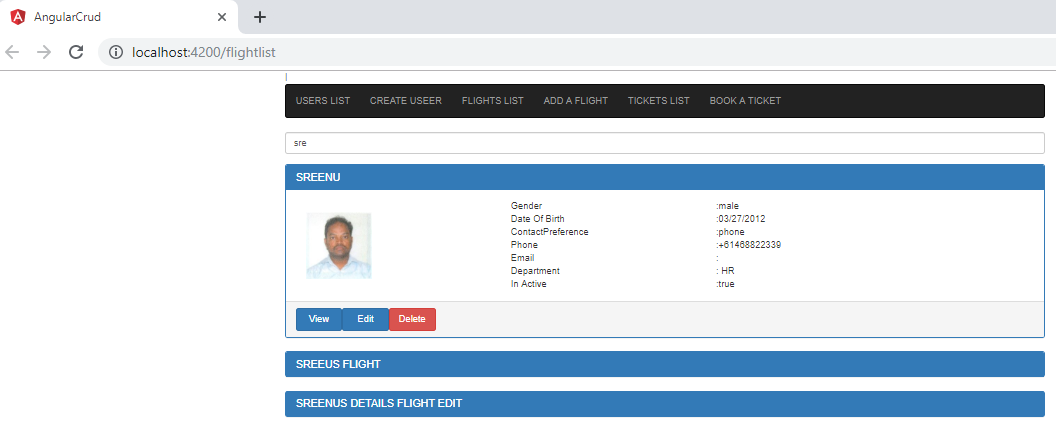 AngularCrud
localhost:4200/flightlist
USERS LIST CREATE USEER FLIGHTS LIST ADD A FLIGHT TICKETS LIST BOOK A TICKET
sre
SREENU
Gender :male
Date Of Birth :03/27/2012
ContactPreference :phone
Phone :+61468822339
Email :
Department : HR
In Active :true
View Edit Delete
SREEUS FLIGHT
SREENUS DETAILS FLIGHT EDIT